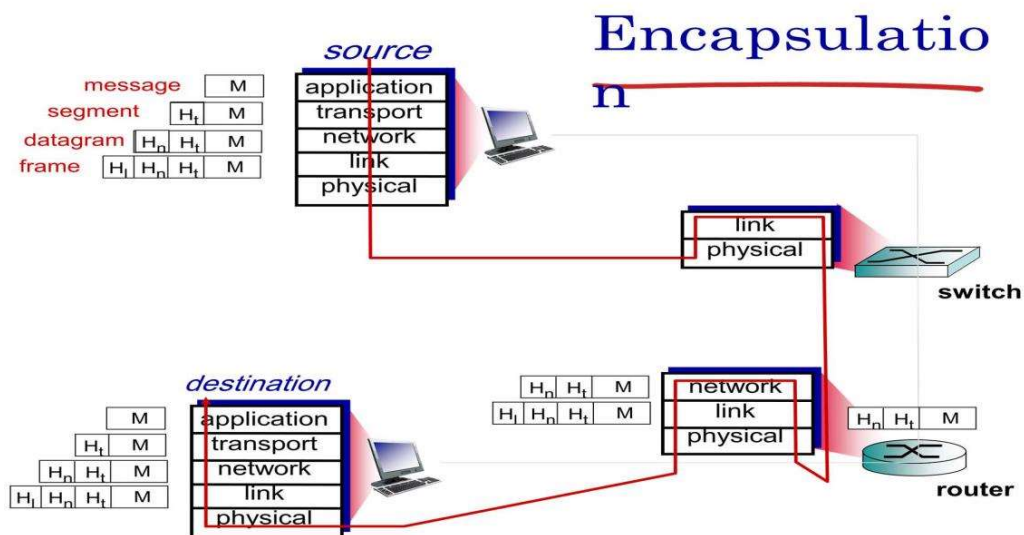 Encapsulatio
n
source
message M
segment Ht M
datagram Hn Ht M
frame Hl Hn Ht M
application
transport
network
link
physical
link
physical
switch
destination
M
Ht M
Hn Ht M
Hl Hn Ht M
application
transport
network
link
physical
Hn Ht M
Hl Hn Ht M
network
link
physical
Hn Ht M
router